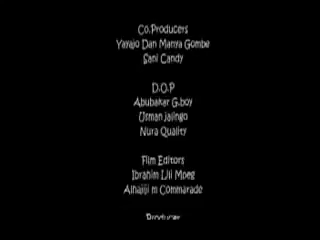 Co.Producers
Yayajo Dan Manya Gombe
Sani Candy
D.O.P
Abubakar G.boy
Usman jalingo
Nura Quality
Film Editors
Ibrahim Lili Mpeg
Alhajiji m Commarade